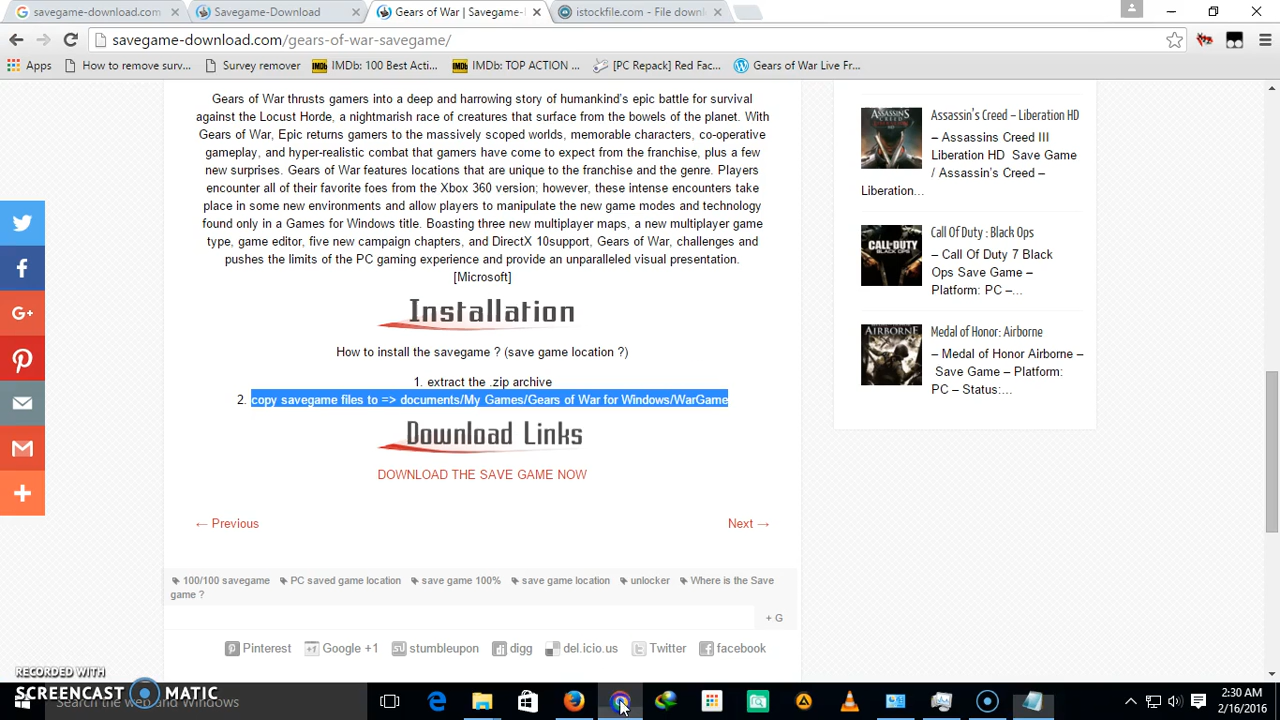 savegame-download.com
Savegame-Download
Gears of War | Savegame-
istockfile.com - File down
savegame-download.com/gears-of-war-savegame/
Apps
How to remove surv...
Survey remover
IMDb: 100 Best Acti...
IMDb: TOP ACTION ...
[PC Repack] Red Fac...
Gears of War Live Fr...
Gears of War thrusts gamers into a deep and harrowing story of humankind's epic battle for survival
against the Locust Horde, a nightmarish race of creatures that surface from the bowels of the planet. With
Gears of War, Epic returns gamers to the massively scoped worlds, memorable characters, co-operative
gameplay, and hyper-realistic combat that gamers have come to expect from the franchise, plus a few
new surprises. Gears of War features locations that are unique to the franchise and the genre. Players
encounter all of their favorite foes from the Xbox 360 version; however, these intense encounters take
place in some new environments and allow players to manipulate the new game modes and technology
found only in a Games for Windows title. Boasting three new multiplayer maps, a new multiplayer game
type, game editor, five new campaign chapters, and DirectX 10support, Gears of War, challenges and
pushes the limits of the PC gaming experience and provide an unparalleled visual presentation.
[Microsoft]
Installation
How to install the savegame ? (save game location ?)
1. extract the .zip archive
2. copy savegame files to => documents/My Games/Gears of War for Windows/WarGame
Download Links
DOWNLOAD THE SAVE GAME NOW
← Previous
Next →
100/100 savegame
PC saved game location
save game 100%
save game location
unlocker
Where is the Save
game ?
+ G
Pinterest
Google +1
stumbleupon
digg
del.icio.us
Twitter
facebook
Assassin's Creed – Liberation HD
– Assassins Creed III
Liberation HD Save Game
/ Assassin's Creed –
Liberation...
Call Of Duty : Black Ops
– Call Of Duty 7 Black
Ops Save Game –
Platform: PC –...
Medal of Honor: Airborne
– Medal of Honor Airborne –
Save Game – Platform:
PC – Status:...
RECORDED WITH
SCREENCAST MATIC
Search the web and Windows
2:30 AM
2/16/2016